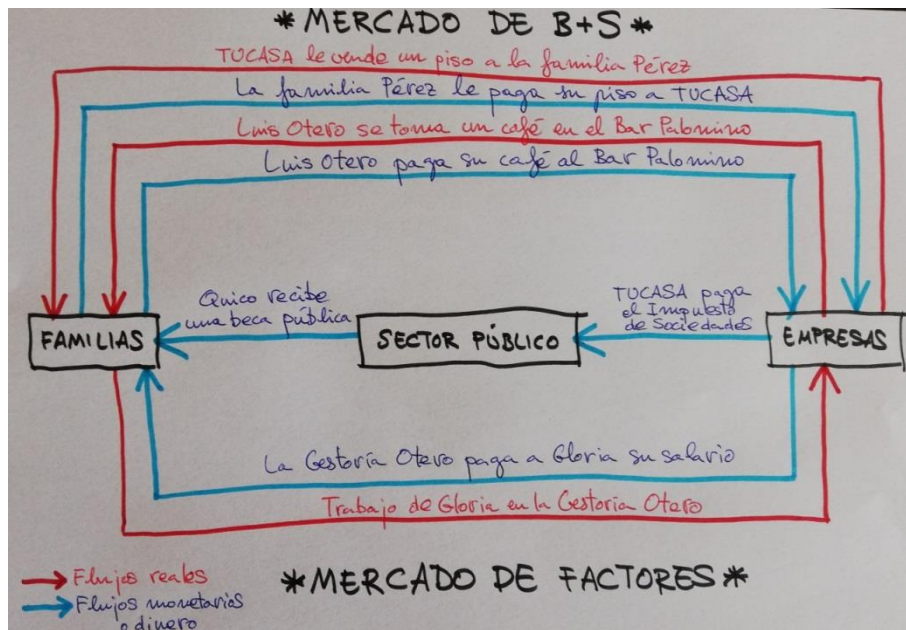 *MERCADO DE B+S*
TUCASA le vende un piso a la familia Pérez
La familia Pérez le paga su piso a TUCASA
Luis Otero se toma un café en el Bar Palomino
Luis Otero paga su café al Bar Palomino
Quico recibe
una beca pública
TUCASA paga
el Impuesto
de Sociedades
FAMILIAS
SECTOR PÚBLICO
EMPRESAS
La Gestoría Otero paga a Gloria su salario
Trabajo de Gloria en la Gestoría Otero
Flujos reales
*MERCADO DE FACTORES*
Flujos monetarios
o dinero